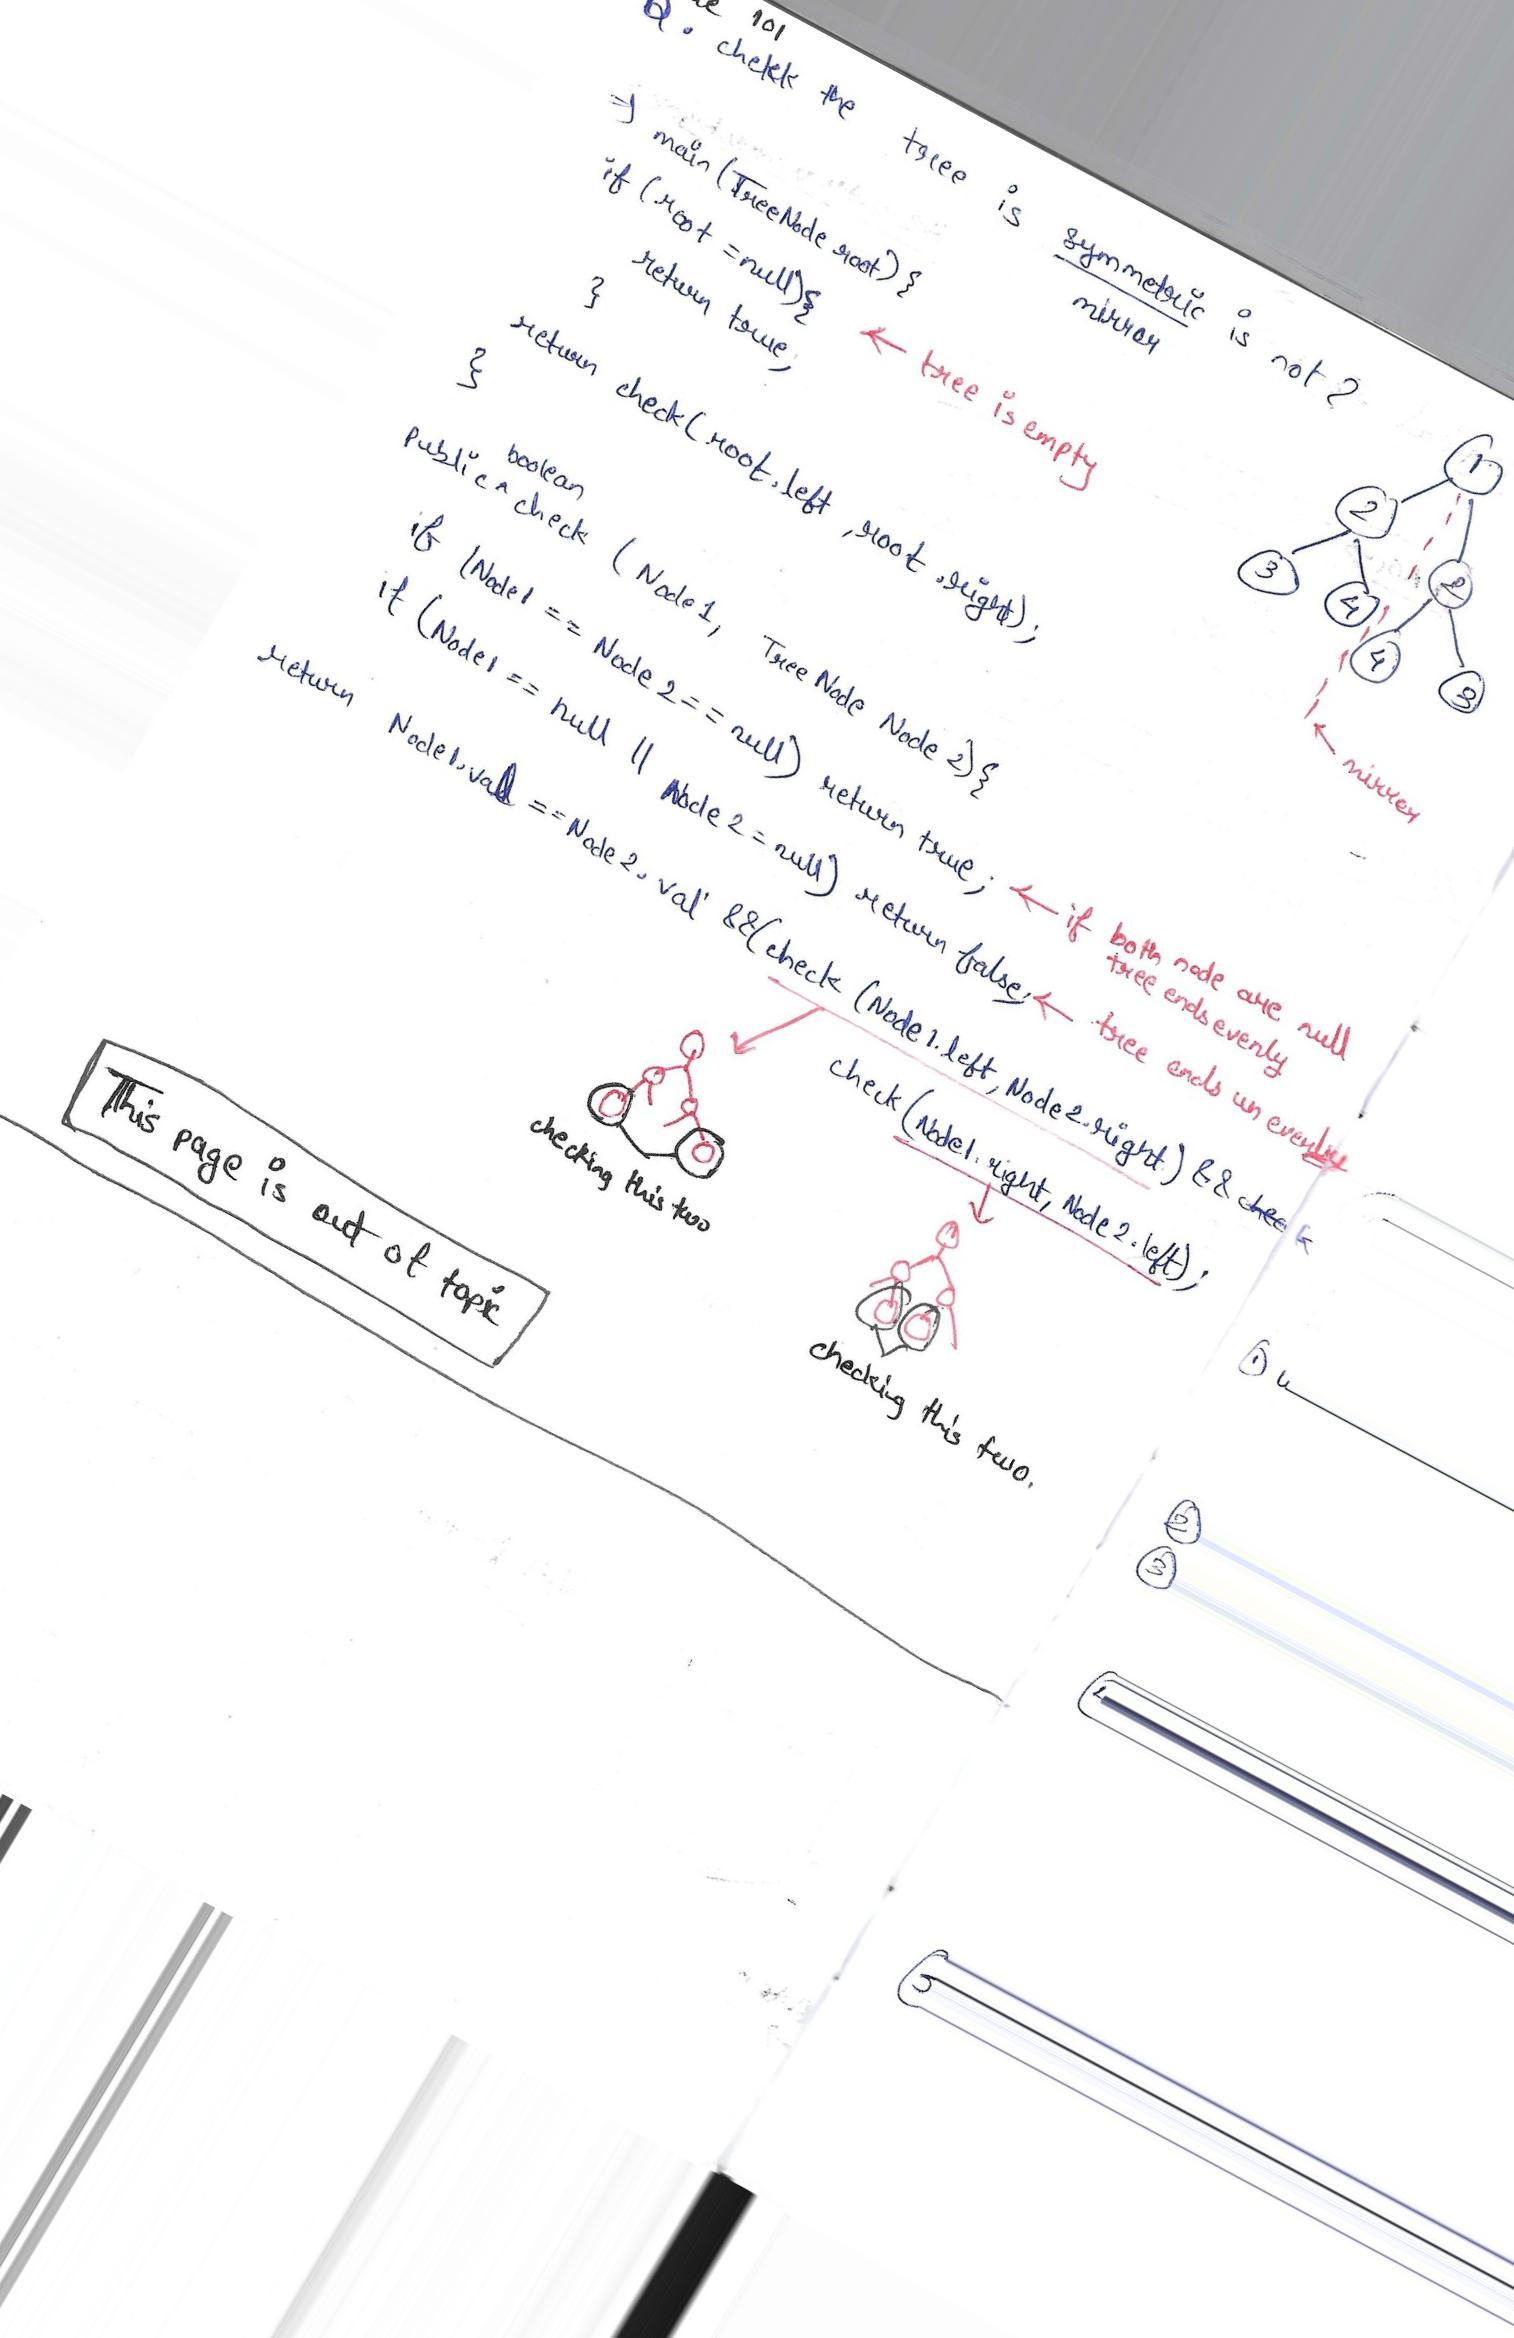 101
Q. chekk the tree is symmetric is not ?
mirror
=> main (TreeNode root) {
if (root = null) {
return true; ← tree is empty
}
return check (root.left, root.right);
}
public ^ boolean check (Node 1, TreeNode Node 2) {
if (Node1 == Node 2 == null) return true; ← if both node are null
tree ends evenly
if (Node1 == null || Node 2 = null) return false; ← tree ends un evenly
return Node1.val == Node 2. val && (check (Node 1.left, Node 2.right) && check
check (Node1.right, Node 2.left);
1
2
2
3
4
4
3
← mirror
checking this two
checking this two.
This page is out of topic
1
2
3